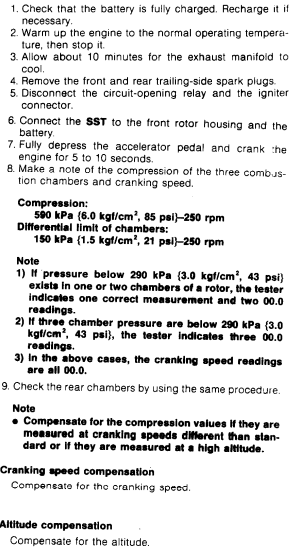 1. Check that the battery is fully charged. Recharge it if
necessary.
2. Warm up the engine to the normal operating tempera-
ture, then stop it.
3. Allow about 10 minutes for the exhaust manifold to
cool.
4. Remove the front and rear trailing-side spark plugs.
5. Disconnect the circuit-opening relay and the igniter
connector.
6. Connect the SST to the front rotor housing and the
battery.
7. Fully depress the accelerator pedal and crank the
engine for 5 to 10 seconds.
8. Make a note of the compression of the three combus-
tion chambers and cranking speed.
Compression:
590 kPa {6.0 kgf/cm², 85 psi}–250 rpm
Differential limit of chambers:
150 kPa {1.5 kgf/cm², 21 psi}–250 rpm
Note
1) If pressure below 290 kPa {3.0 kgf/cm², 43 psi}
exists in one or two chambers of a rotor, the tester
indicates one correct measurement and two 00.0
readings.
2) If three chamber pressure are below 290 kPa {3.0
kgf/cm², 43 psi}, the tester indicates three 00.0
readings.
3) In the above cases, the cranking speed readings
are all 00.0.
9. Check the rear chambers by using the same procedure.
Note
• Compensate for the compression values if they are
measured at cranking speeds different than stan-
dard or if they are measured at a high altitude.
Cranking speed compensation
Compensate for the cranking speed.
Altitude compensation
Compensate for the altitude.